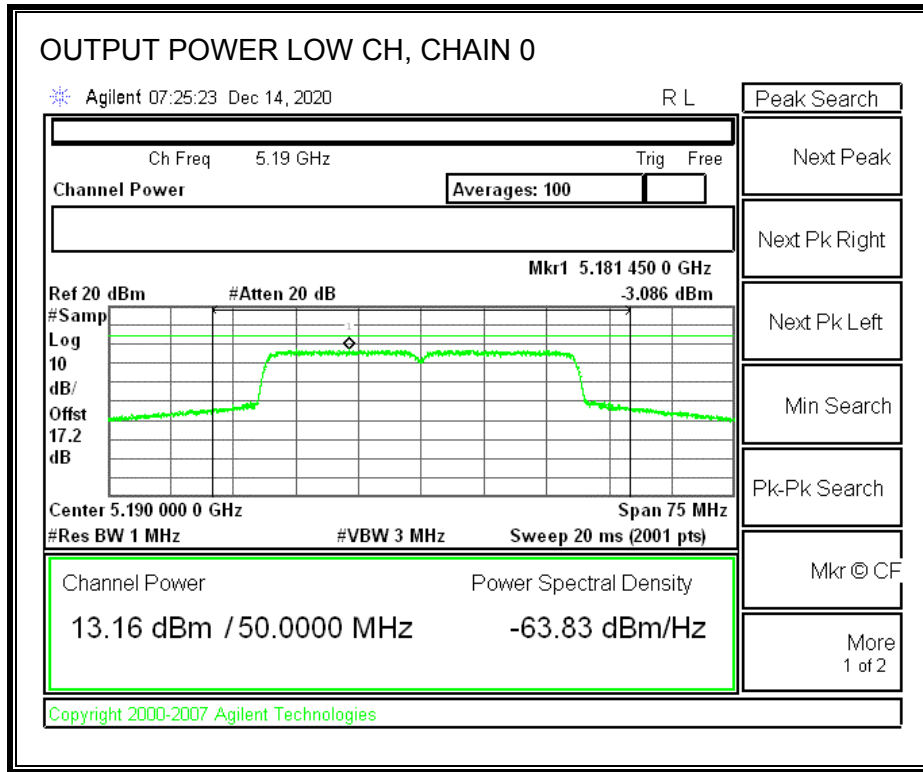 OUTPUT POWER LOW CH, CHAIN 0
Agilent 07:25:23 Dec 14, 2020 R L
Peak Search
Ch Freq 5.19 GHz Trig Free
Channel Power Averages: 100
Mkr1 5.181 450 0 GHz
Ref 20 dBm #Atten 20 dB -3.086 dBm
#Samp
Log
10
dB/
Offst
17.2
dB
1
Center 5.190 000 0 GHz Span 75 MHz
#Res BW 1 MHz #VBW 3 MHz Sweep 20 ms (2001 pts)
Channel Power Power Spectral Density
13.16 dBm / 50.0000 MHz -63.83 dBm/Hz
Next Peak
Next Pk Right
Next Pk Left
Min Search
Pk-Pk Search
Mkr © CF
More
1 of 2
Copyright 2000-2007 Agilent Technologies